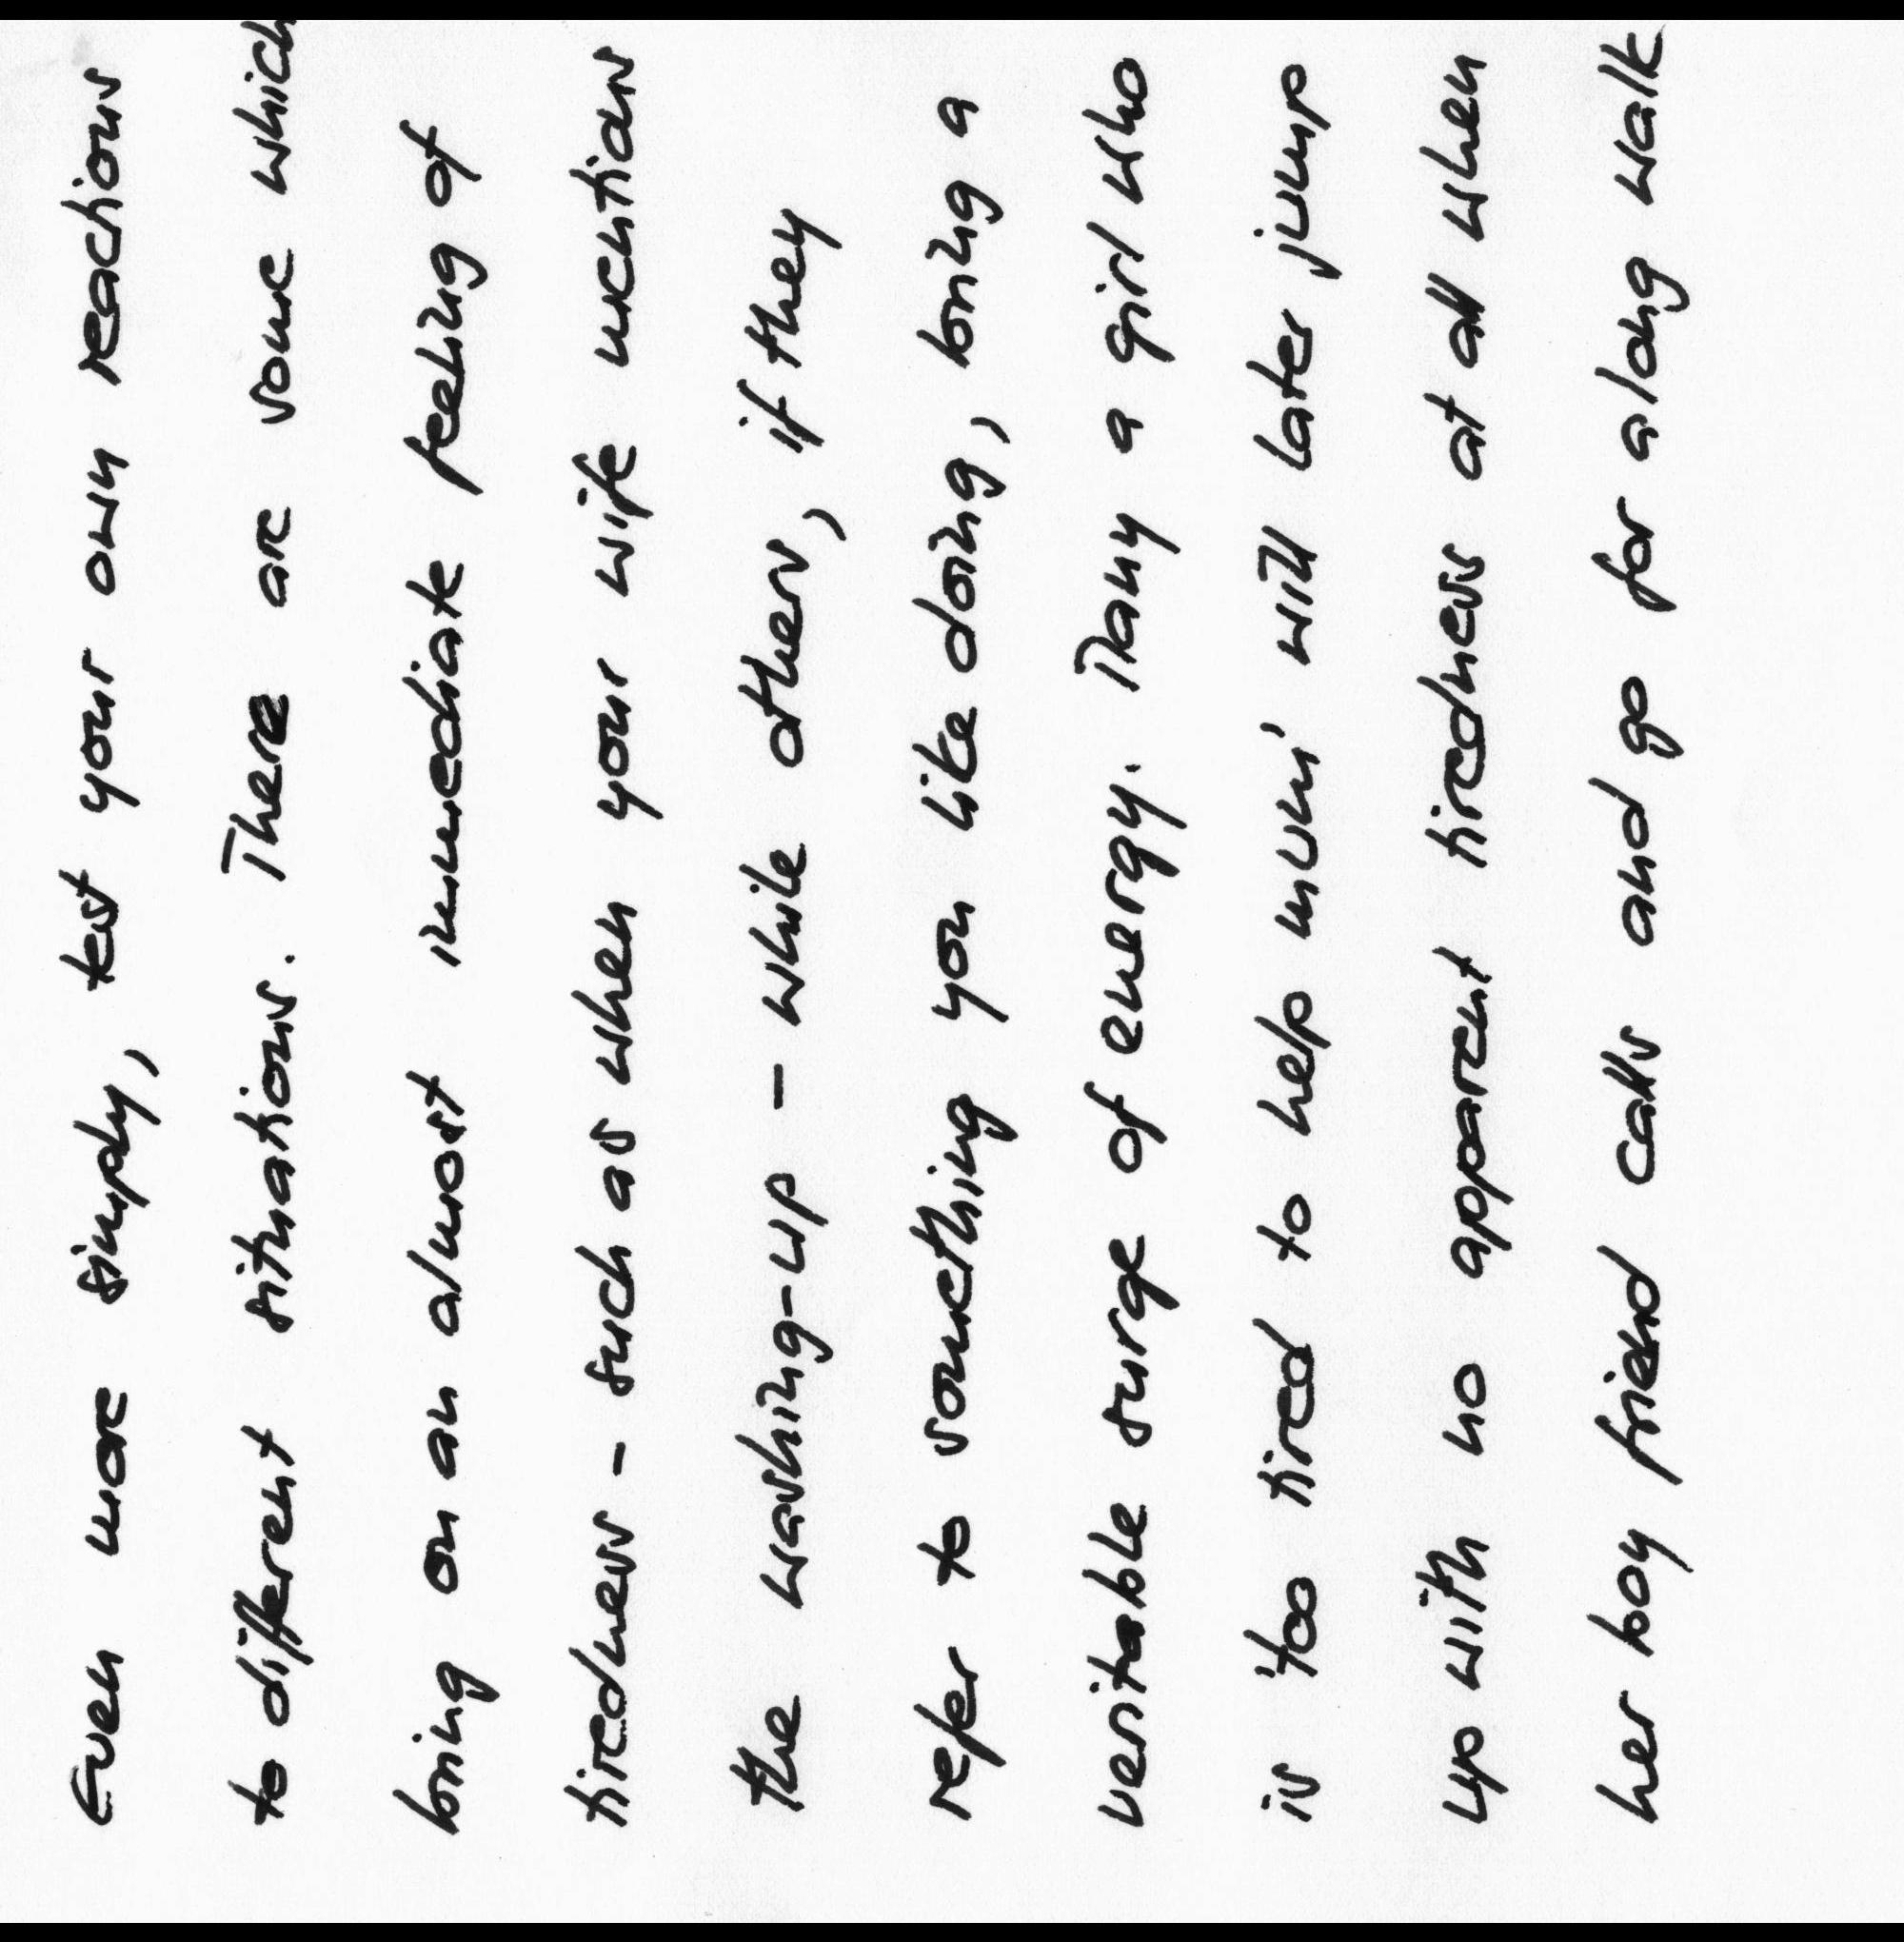 Even more simply, test your own reactions
to different situations. There are some which
bring on an almost immediate feeling of
tiredness - such as when your wife mentions
the washing-up - while others, if they
refer to something you like doing, bring a
veritable surge of energy. Many a girl who
is 'too tired to help mum' will later jump
up with no apparent tiredness at all when
her boy friend calls and go for a long walk